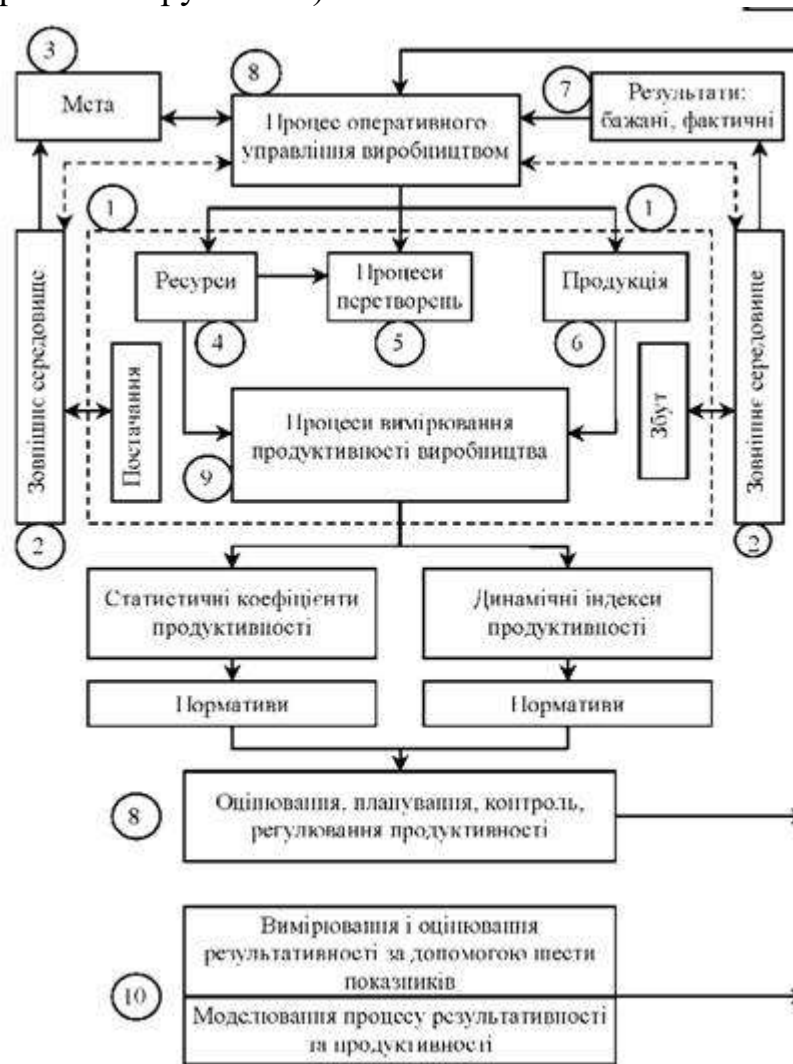 3
8
7
Мета
Результати:
бажані, фактичні
Процес оперативного
управління виробництвом
1
1
Зовнішнє середовище
Ресурси
Процеси
перетворень
Продукція
Зовнішнє середовище
4
5
6
Постачання
Процеси вимірювання
продуктивності виробництва
Збут
9
2
2
Статистичні коефіцієнти
продуктивності
Динамічні індекси
продуктивності
Нормативи
Нормативи
8
Оцінювання, планування, контроль,
регулювання продуктивності
Вимірювання і оцінювання
результативності за допомогою шести
показників
10
Моделювання процесу результативності
та продуктивності